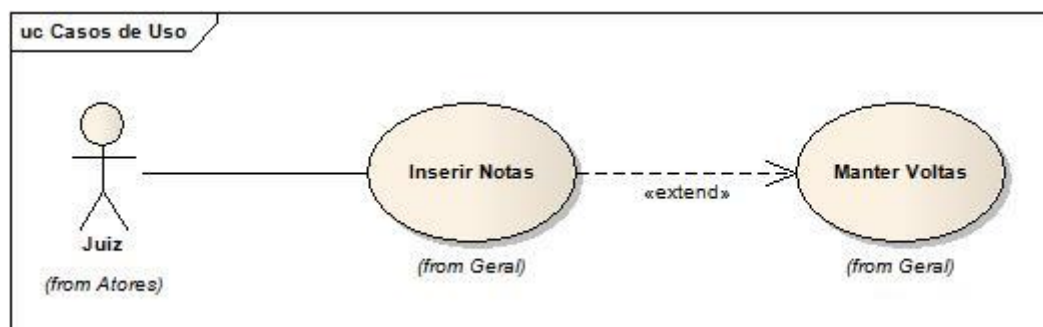 uc Casos de Uso
Inserir Notas
Manter Voltas
«extend»
Juiz
(from Geral)
(from Geral)
(from Atores)